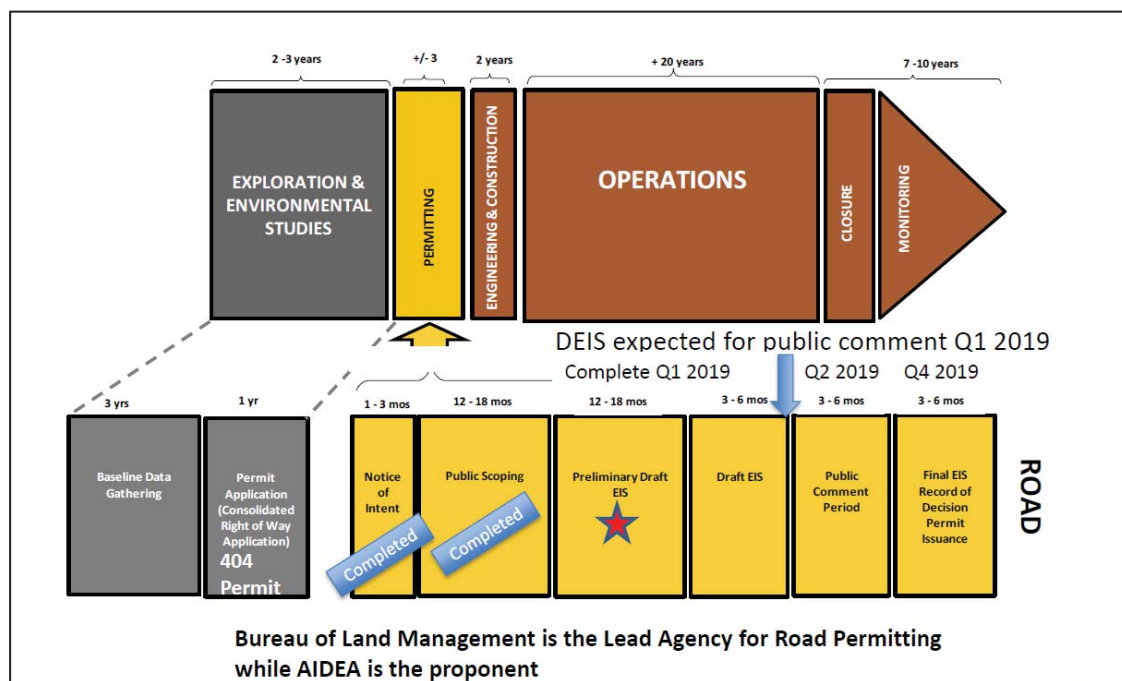 2 -3 years
+/- 3
2 years
+ 20 years
7 -10 years
EXPLORATION &
ENVIRONMENTAL
STUDIES
PERMITTING
ENGINEERING & CONSTRUCTION
OPERATIONS
CLOSURE
MONITORING
DEIS expected for public comment Q1 2019
Complete Q1 2019
Q2 2019
Q4 2019
3 yrs
1 yr
1 - 3 mos
12 - 18 mos
12 - 18 mos
3 - 6 mos
3 - 6 mos
3 - 6 mos
Baseline Data
Gathering
Permit
Application
(Consolidated
Right of Way
Application)
404
Permit
Notice
of
Intent
Completed
Public Scoping
Completed
Preliminary Draft
EIS
Draft EIS
Public
Comment
Period
Final EIS
Record of
Decision
Permit
Issuance
ROAD
Bureau of Land Management is the Lead Agency for Road Permitting
while AIDEA is the proponent